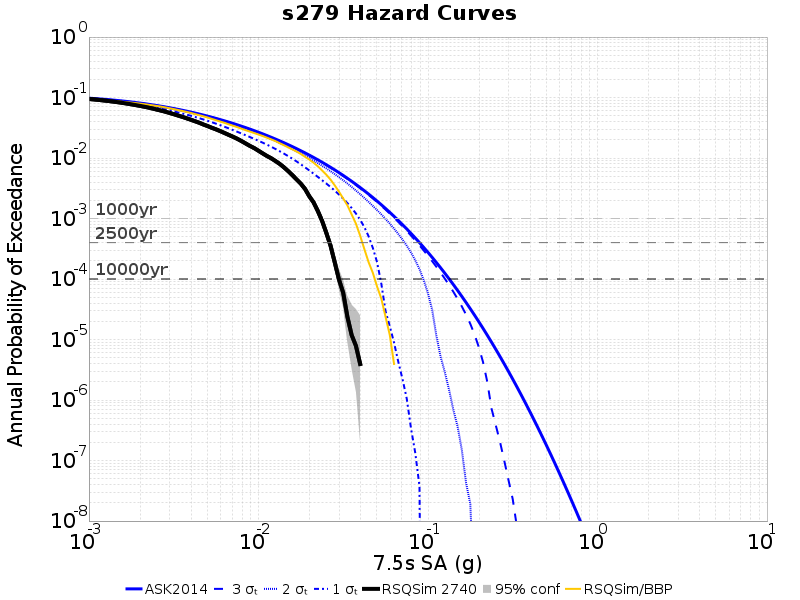 s279 Hazard Curves
Annual Probability of Exceedance
10^0
10^-1
10^-2
10^-3
10^-4
10^-5
10^-6
10^-7
10^-8
1000yr
2500yr
10000yr
10^-3 10^-2 10^-1 10^0 10^1
7.5s SA (g)
ASK2014 3 σₜ 2 σₜ 1 σₜ RSQSim 2740 95% conf RSQSim/BBP